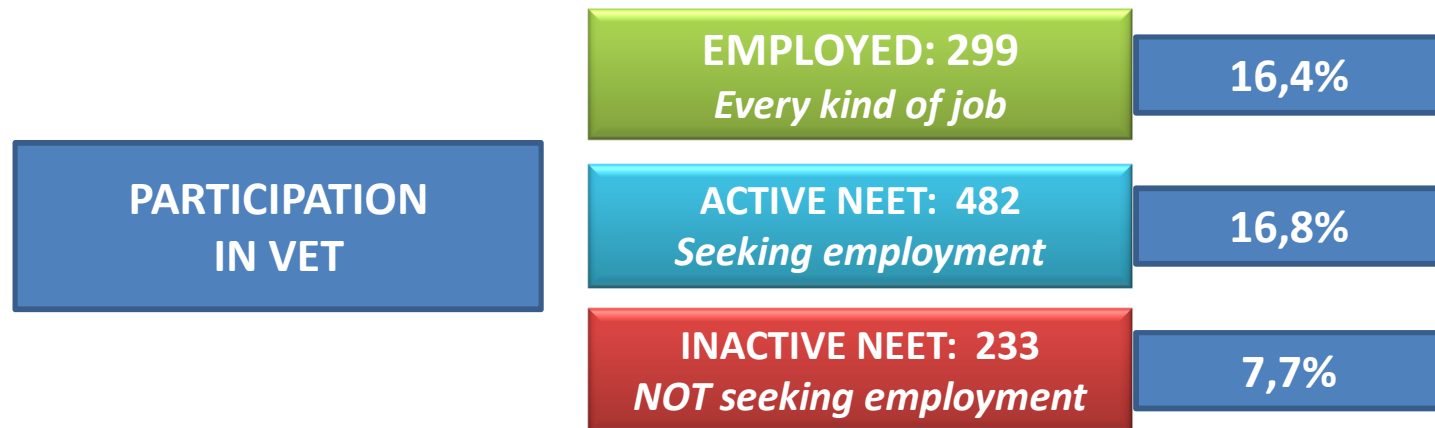 PARTICIPATION
IN VET
EMPLOYED: 299
Every kind of job
16,4%
ACTIVE NEET: 482
Seeking employment
16,8%
INACTIVE NEET: 233
NOT seeking employment
7,7%